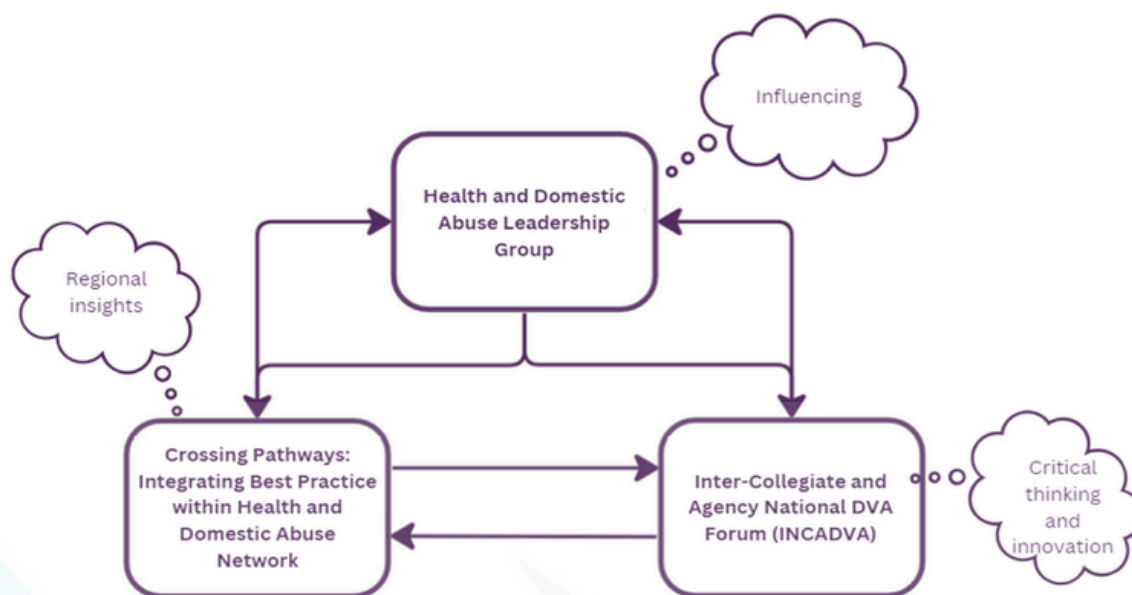 Influencing
Health and Domestic
Abuse Leadership
Group
Regional
insights
Crossing Pathways:
Integrating Best Practice
within Health and
Domestic Abuse
Network
Inter-Collegiate and
Agency National DVA
Forum (INCADVA)
Critical
thinking
and
innovation